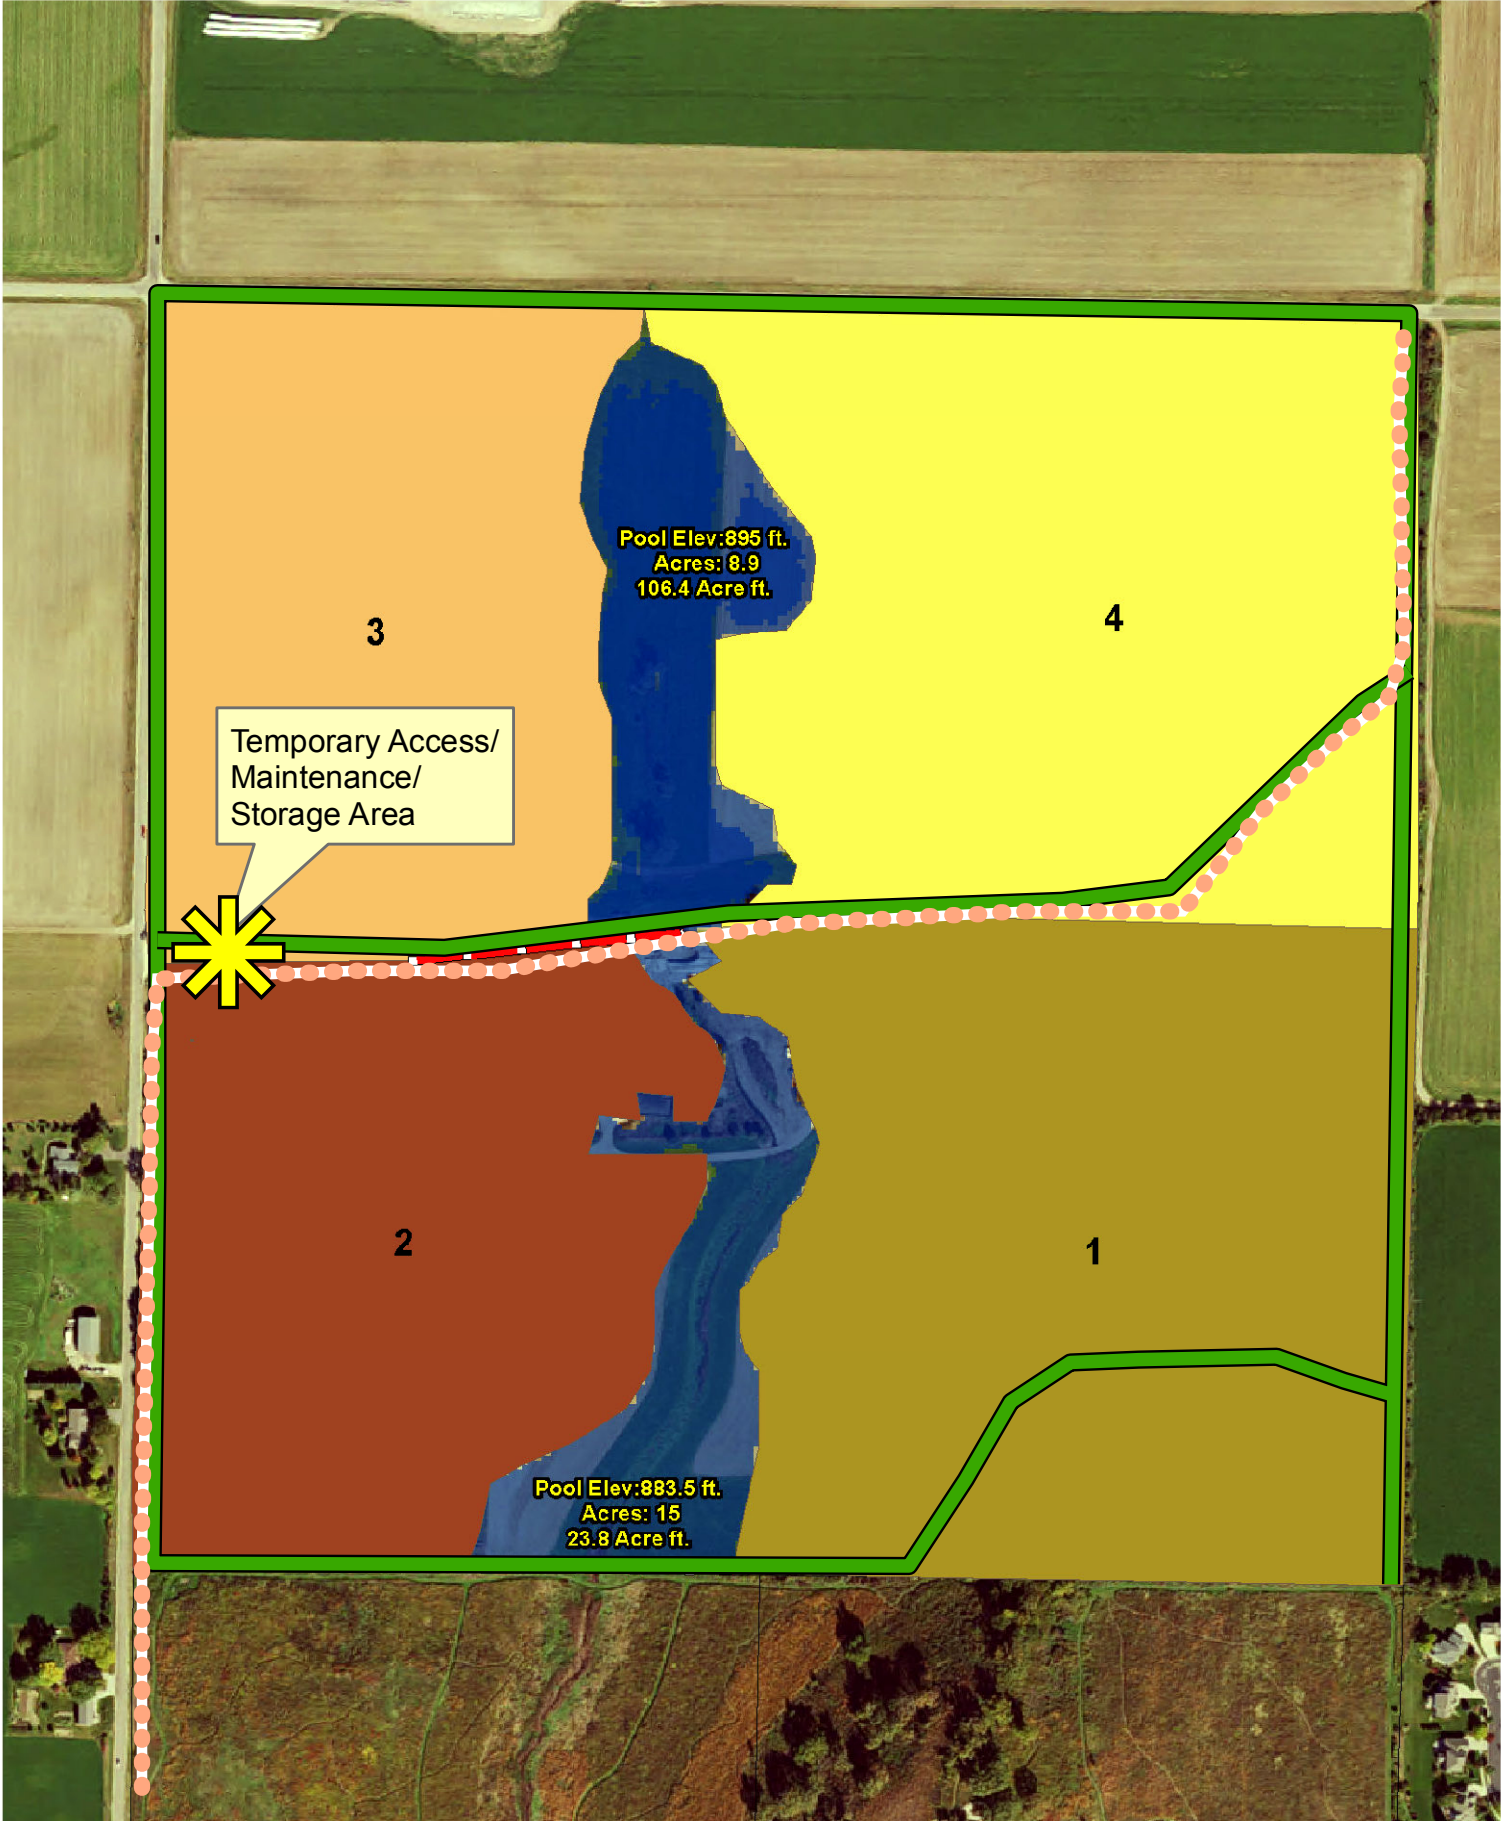 Pool Elev:895 ft.
Acres: 8.9
106.4 Acre ft.
3
4
Temporary Access/
Maintenance/
Storage Area
2
1
Pool Elev:883.5 ft.
Acres: 15
23.8 Acre ft.